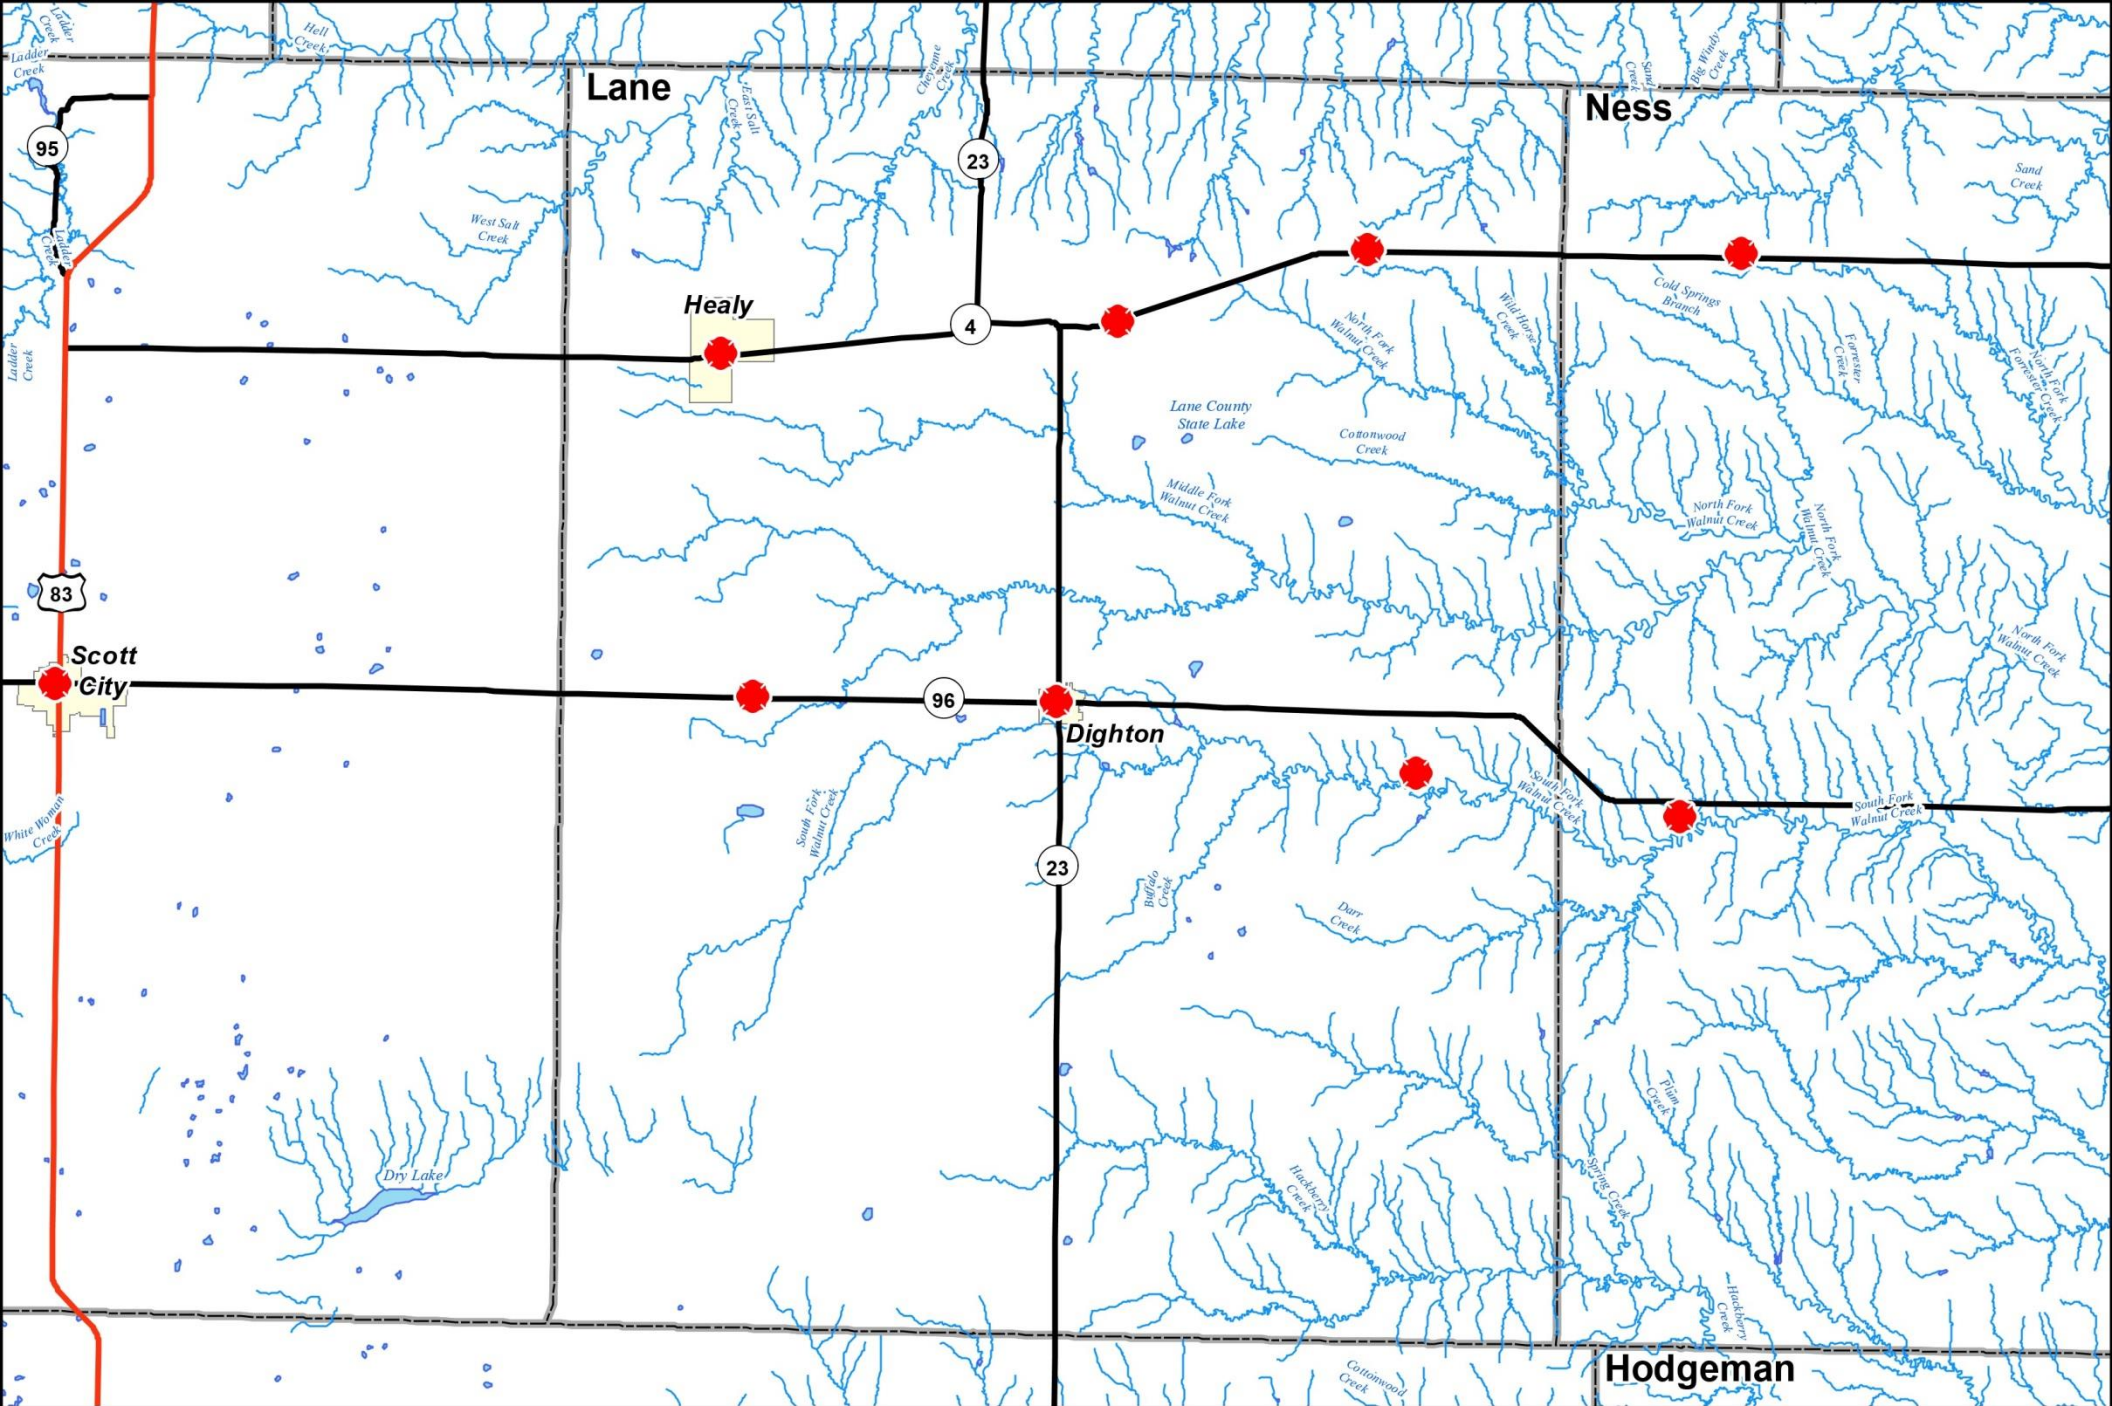 Ladder
Creek
Ladder
Creek
Hell
Creek
Cheyenne
Creek
Sand
Creek
Big Windy
Creek
Lane
Ness
95
East Salt
Creek
23
Sand
Creek
West Salt
Creek
Ladder
Creek
Healy
4
Cold Springs
Branch
North Fork
Walnut Creek
Wild Horse
Creek
Forrester
Creek
North Fork
Forrester Creek
Ladder
Creek
Lane County
State Lake
Cottonwood
Creek
Middle Fork
Walnut Creek
North Fork
Walnut Creek
North Fork
Walnut Creek
83
North Fork
Walnut Creek
Scott
City
96
Dighton
South Fork
Walnut Creek
South Fork
Walnut Creek
South Fork
Walnut Creek
White Woman
Creek
23
Buffalo
Creek
Darr
Creek
Plum
Creek
Dry Lake
Hackberry
Creek
Spring Creek
Hackberry
Creek
Cottonwood
Creek
Hodgeman